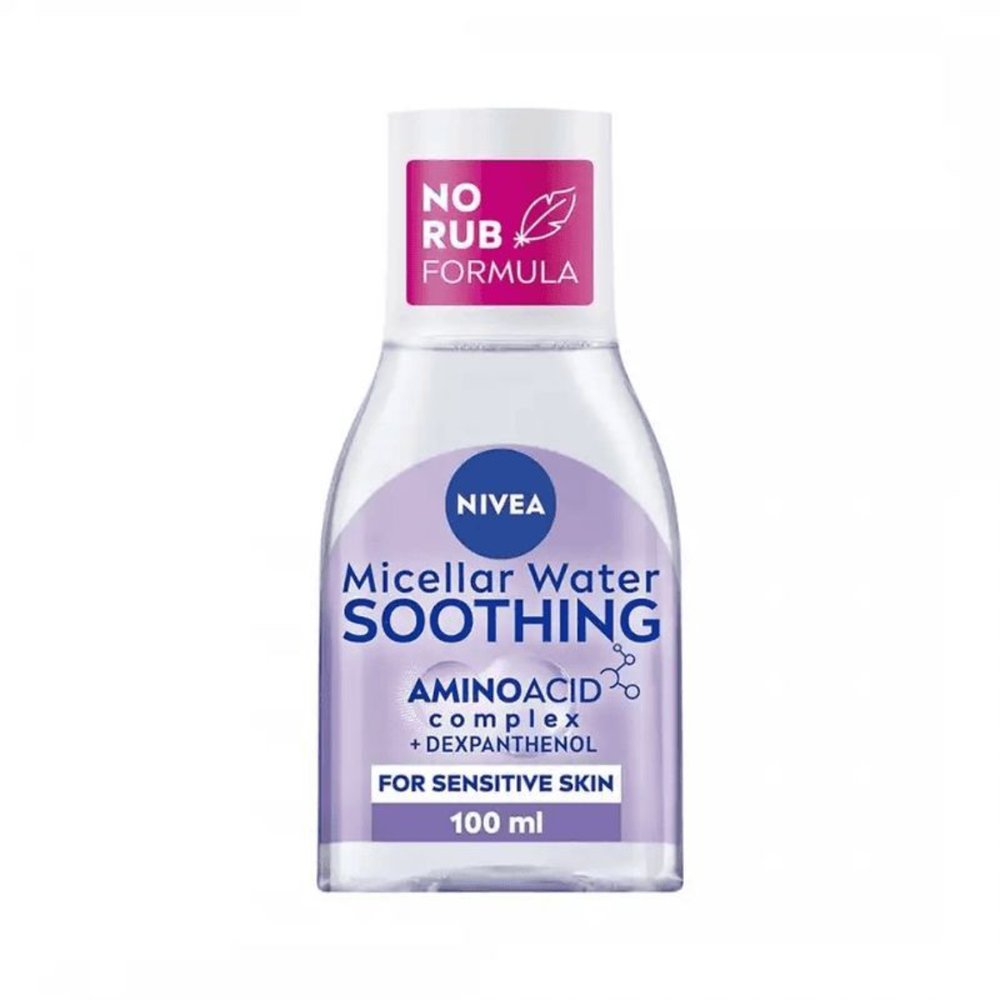 NO
RUB
FORMULA
NIVEA
Micellar Water
SOOTHING
AMINOACID
complex
+ DEXPANTHENOL
FOR SENSITIVE SKIN
100 ml